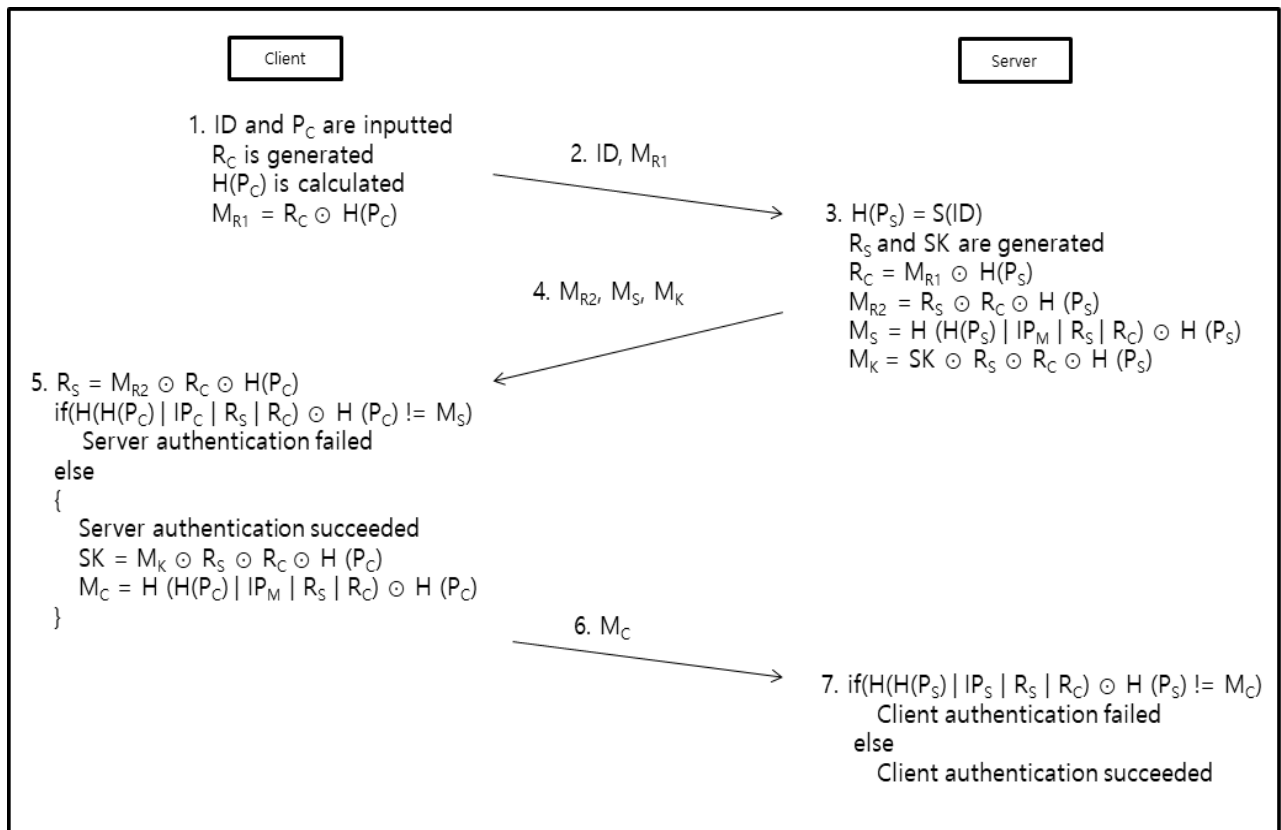 Client
Server
1. ID and P_C are inputted
R_C is generated
H(P_C) is calculated
M_R1 = R_C ⊙ H(P_C)
2. ID, M_R1
3. H(P_S) = S(ID)
R_S and SK are generated
R_C = M_R1 ⊙ H(P_S)
M_R2 = R_S ⊙ R_C ⊙ H (P_S)
M_S = H (H(P_S) | IP_M | R_S | R_C) ⊙ H (P_S)
M_K = SK ⊙ R_S ⊙ R_C ⊙ H (P_S)
4. M_R2, M_S, M_K
5. R_S = M_R2 ⊙ R_C ⊙ H(P_C)
if(H(H(P_C) | IP_C | R_S | R_C) ⊙ H (P_C) != M_S)
Server authentication failed
else
{
Server authentication succeeded
SK = M_K ⊙ R_S ⊙ R_C ⊙ H (P_C)
M_C = H (H(P_C) | IP_M | R_S | R_C) ⊙ H (P_C)
}
6. M_C
7. if(H(H(P_S) | IP_S | R_S | R_C) ⊙ H (P_S) != M_C)
Client authentication failed
else
Client authentication succeeded